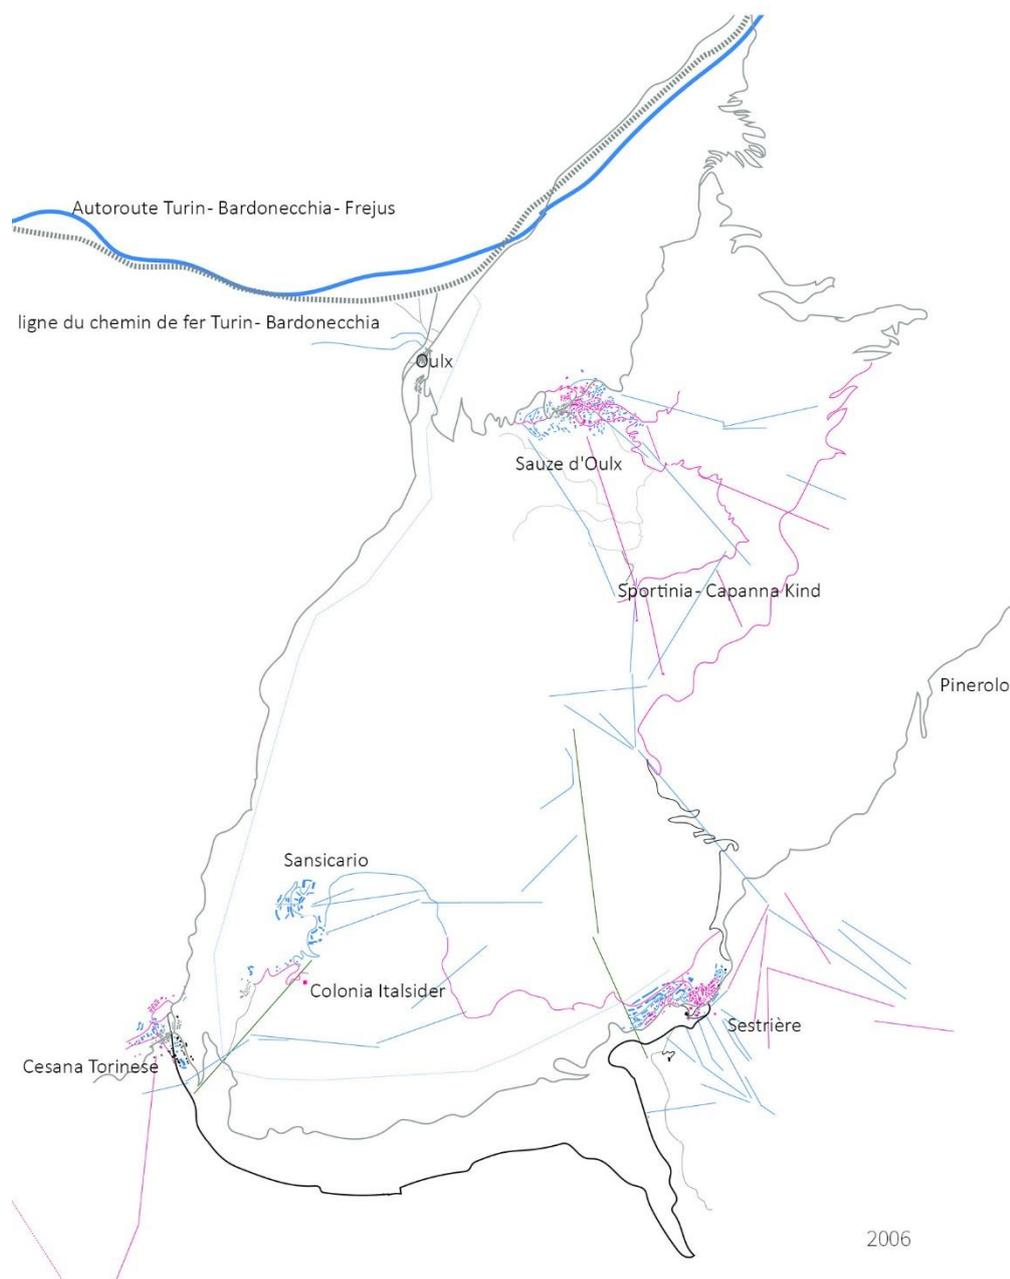 Autoroute Turin- Bardonecchia- Frejus
ligne du chemin de fer Turin- Bardonecchia
Oulx
Sauze d'Oulx
Sportinia- Capanna Kind
Pinerolo
Sansicario
Colonia Italsider
Sestrière
Cesana Torinese
2006